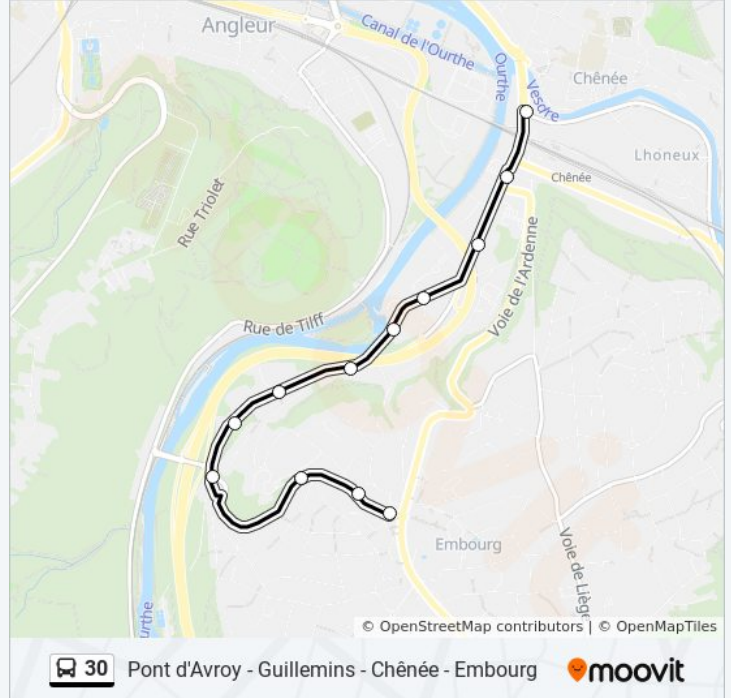 Angleur
Canal de l'Ourthe
Ourthe
Vesdre
Chênée
Lhoneux
Chênée
Rue Triolet
Voie de l'Ardenne
Rue de Tilff
Embourg
Voie de Liège
urthe
© OpenStreetMap contributors | © OpenMapTiles
30 Pont d'Avroy - Guillemins - Chênée - Embourg moovit